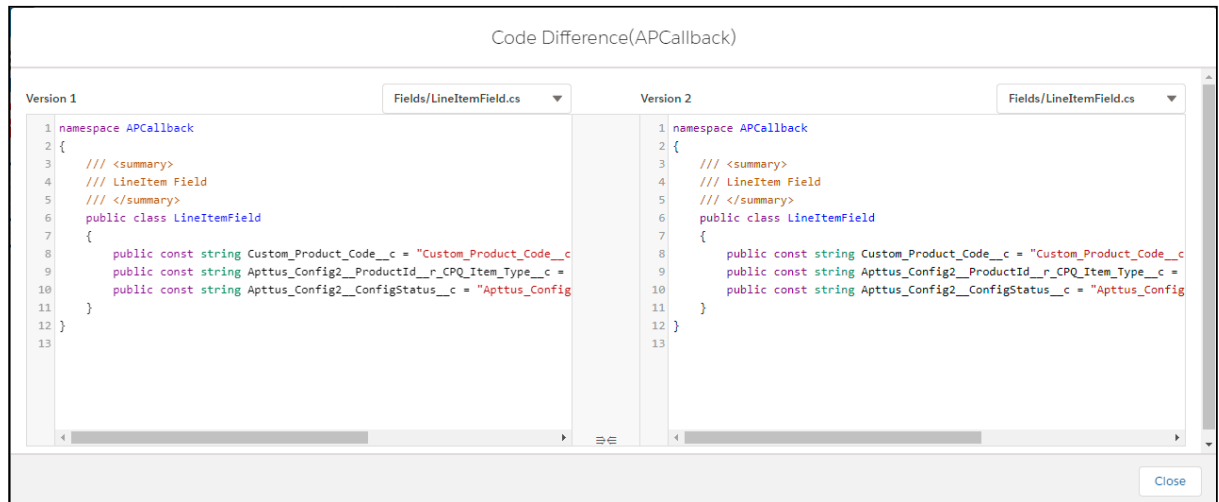 Code Difference(APCallback)
Version 1
Fields/LineItemField.cs
1 namespace APCallback
2 {
3 /// <summary>
4 /// LineItem Field
5 /// </summary>
6 public class LineItemField
7 {
8 public const string Custom_Product_Code__c = "Custom_Product_Code__c
9 public const string Apttus_Config2__ProductId__r_CPQ_Item_Type__c =
10 public const string Apttus_Config2__ConfigStatus__c = "Apttus_Config
11 }
12 }
13
Version 2
Fields/LineItemField.cs
1 namespace APCallback
2 {
3 /// <summary>
4 /// LineItem Field
5 /// </summary>
6 public class LineItemField
7 {
8 public const string Custom_Product_Code__c = "Custom_Product_Code__c
9 public const string Apttus_Config2__ProductId__r_CPQ_Item_Type__c =
10 public const string Apttus_Config2__ConfigStatus__c = "Apttus_Config
11 }
12 }
13
Close